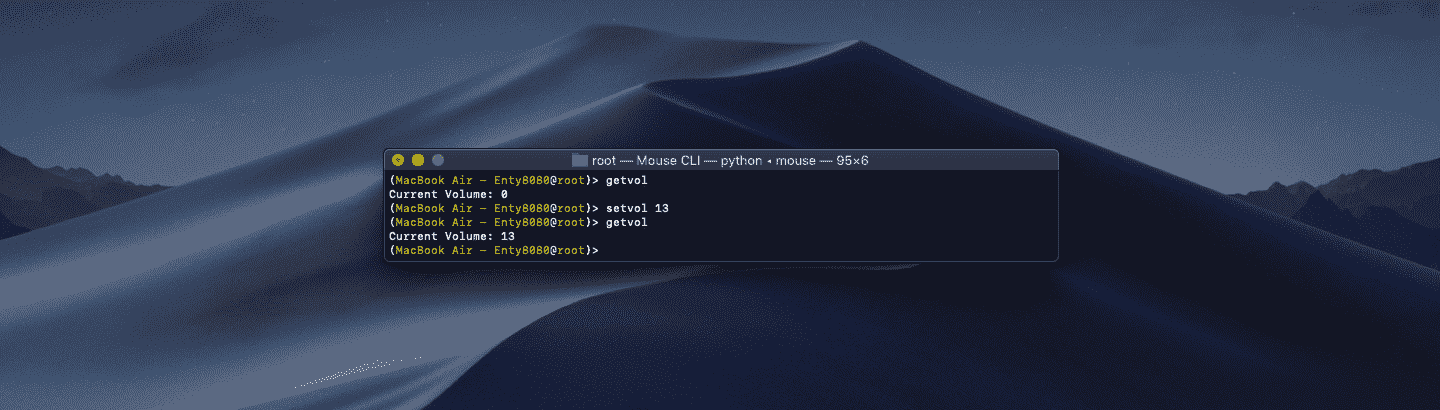 root — Mouse CLI — python ◂ mouse — 95×6
(MacBook Air – Enty8080@root)> getvol
Current Volume: 0
(MacBook Air – Enty8080@root)> setvol 13
(MacBook Air – Enty8080@root)> getvol
Current Volume: 13
(MacBook Air – Enty8080@root)>